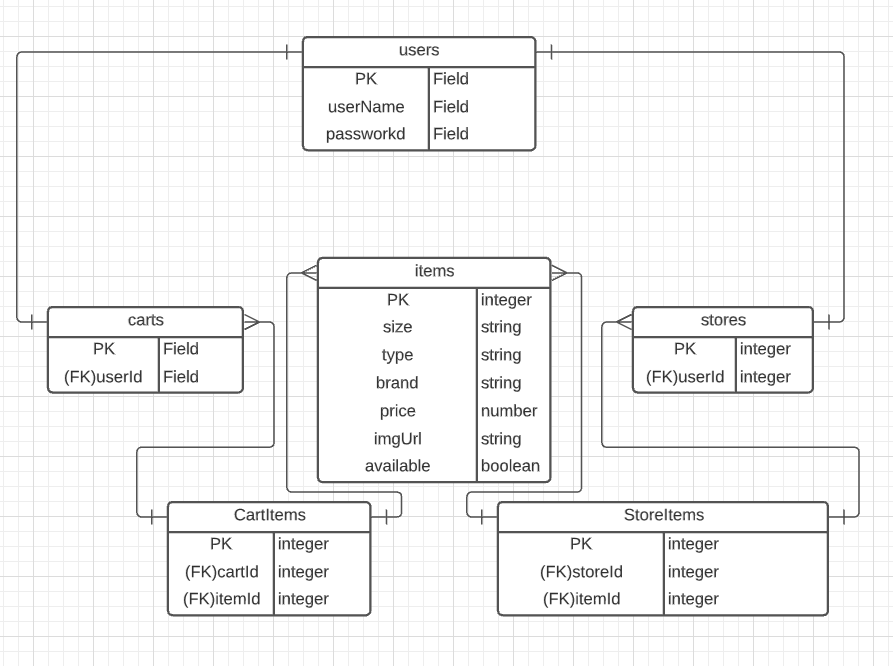 users
PK Field
userName Field
passworkd Field
items
PK integer
size string
type string
brand string
price number
imgUrl string
available boolean
carts
PK Field
(FK)userId Field
stores
PK integer
(FK)userId integer
CartItems
PK integer
(FK)cartId integer
(FK)itemId integer
StoreItems
PK integer
(FK)storeId integer
(FK)itemId integer